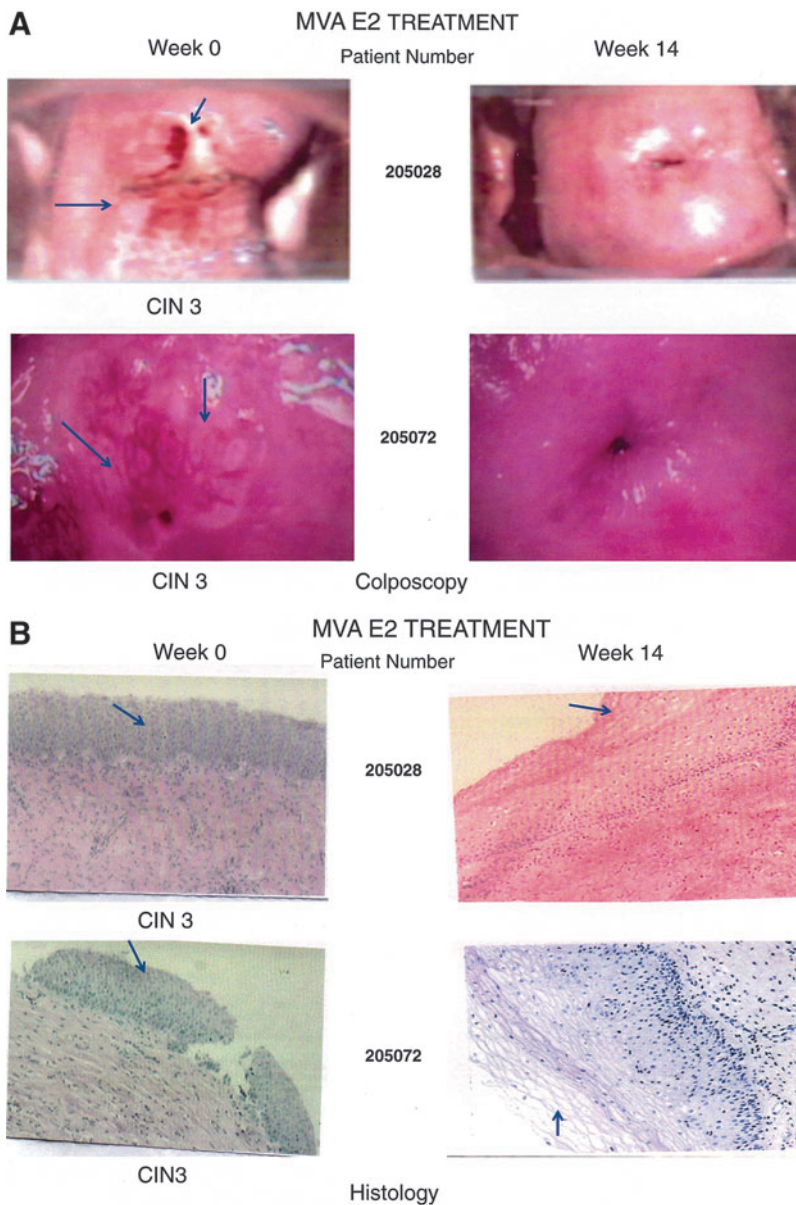 A
MVA E2 TREATMENT
Week 0
Patient Number
Week 14
205028
CIN 3
205072
CIN 3
Colposcopy
B
MVA E2 TREATMENT
Week 0
Patient Number
Week 14
205028
CIN 3
205072
CIN3
Histology